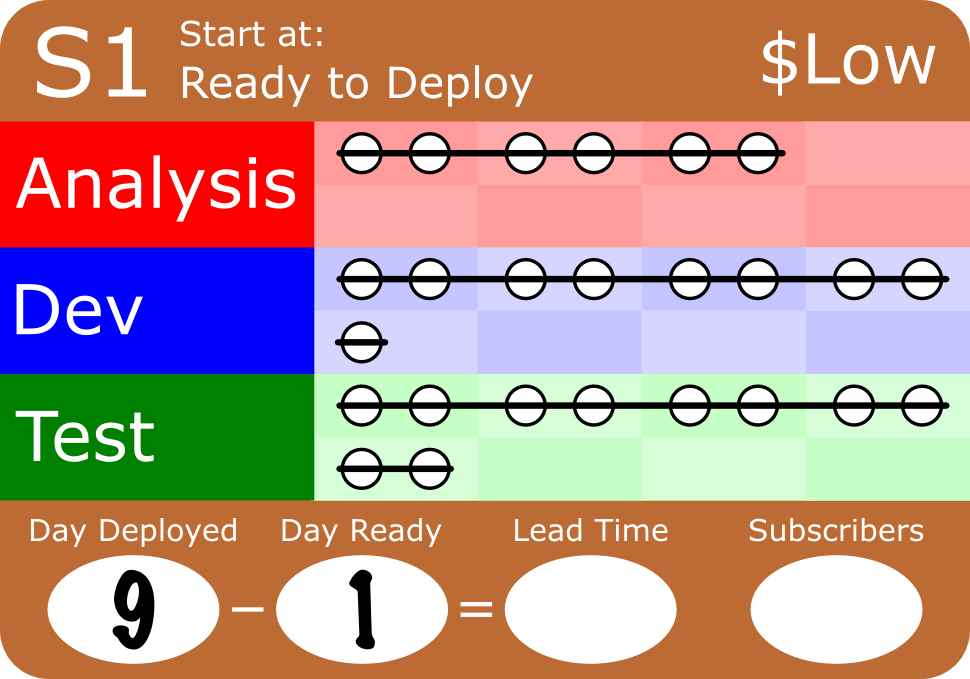 S1 Start at: $Low
Ready to Deploy
Analysis
Dev
Test
Day Deployed Day Ready Lead Time Subscribers
9 – 1 =